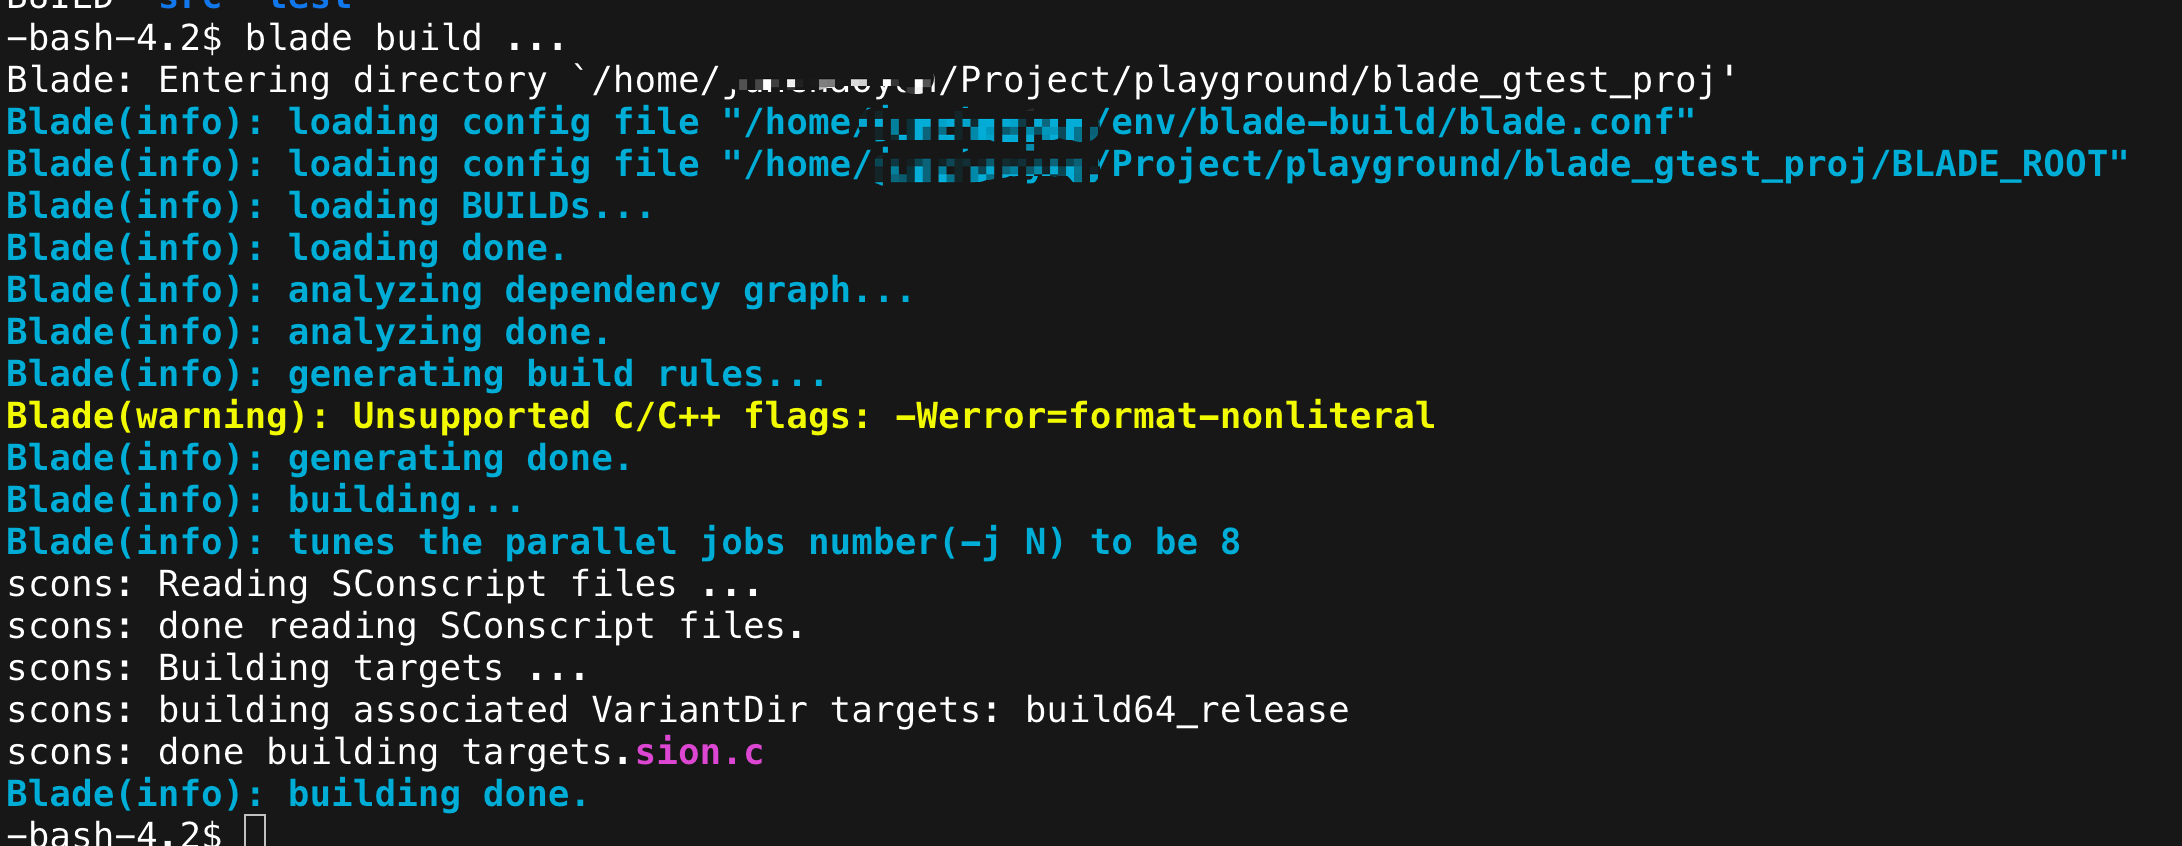 BUILD  src  test
-bash-4.2$ blade build ...
Blade: Entering directory `/home/ /Project/playground/blade_gtest_proj'
Blade(info): loading config file "/home/ /env/blade-build/blade.conf"
Blade(info): loading config file "/home/ /Project/playground/blade_gtest_proj/BLADE_ROOT"
Blade(info): loading BUILDs...
Blade(info): loading done.
Blade(info): analyzing dependency graph...
Blade(info): analyzing done.
Blade(info): generating build rules...
Blade(warning): Unsupported C/C++ flags: -Werror=format-nonliteral
Blade(info): generating done.
Blade(info): building...
Blade(info): tunes the parallel jobs number(-j N) to be 8
scons: Reading SConscript files ...
scons: done reading SConscript files.
scons: Building targets ...
scons: building associated VariantDir targets: build64_release
scons: done building targets.sion.c
Blade(info): building done.
-bash-4.2$